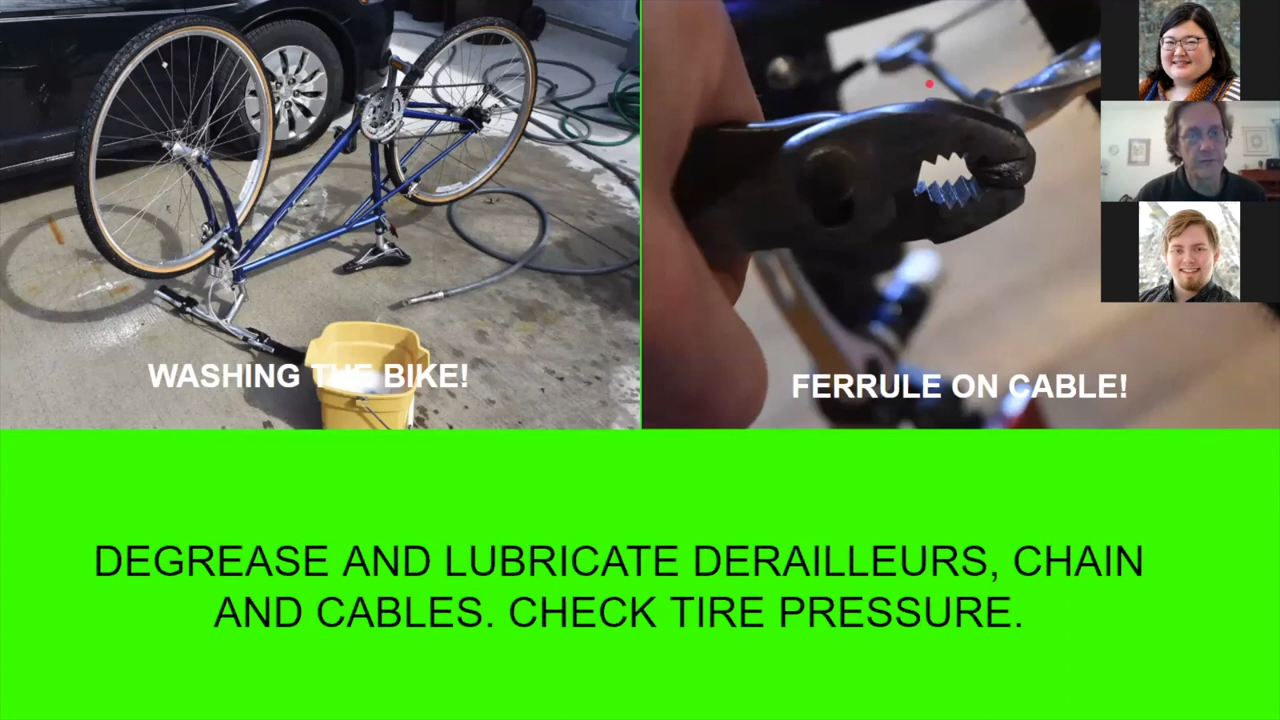 WASHING THE BIKE!
FERRULE ON CABLE!
DEGREASE AND LUBRICATE DERAILLEURS, CHAIN
AND CABLES. CHECK TIRE PRESSURE.